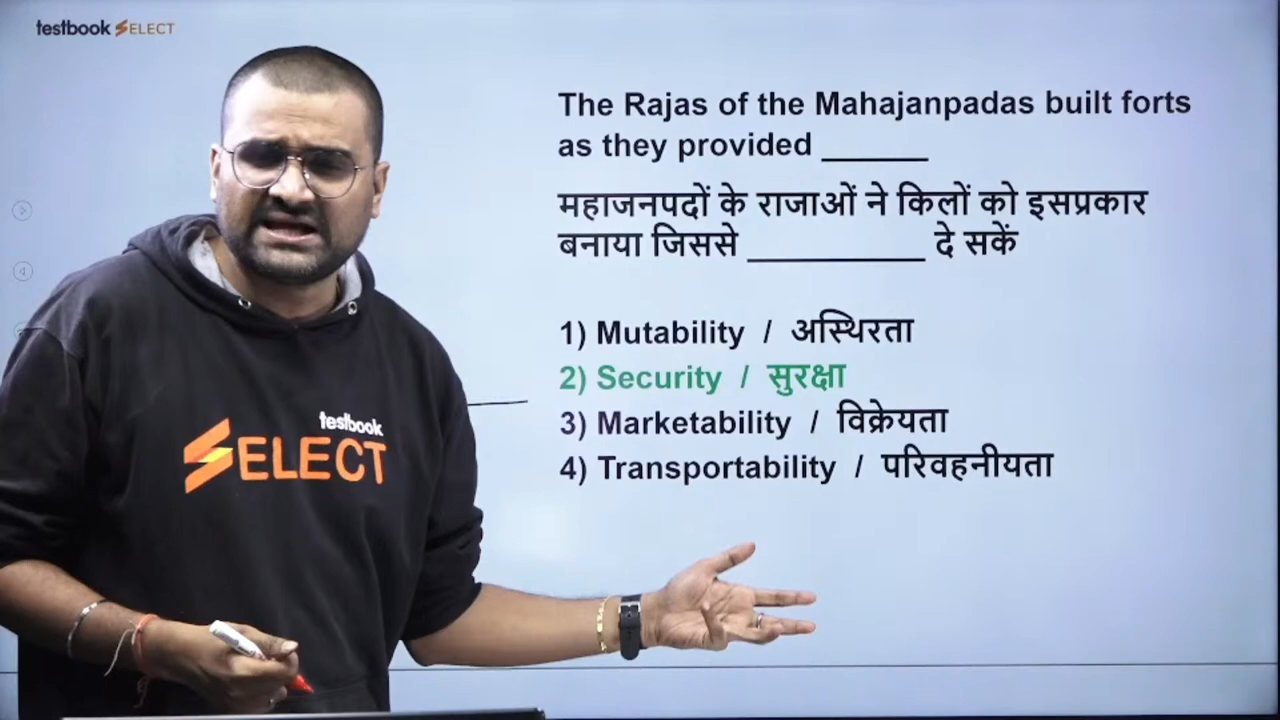 testbook SELECT
The Rajas of the Mahajanpadas built forts
as they provided ______
महाजनपदों के राजाओं ने किलों को इसप्रकार
बनाया जिससे __________ दे सकें
1) Mutability / अस्थिरता
2) Security / सुरक्षा
3) Marketability / विक्रेयता
4) Transportability / परिवहनीयता
testbook
SELECT